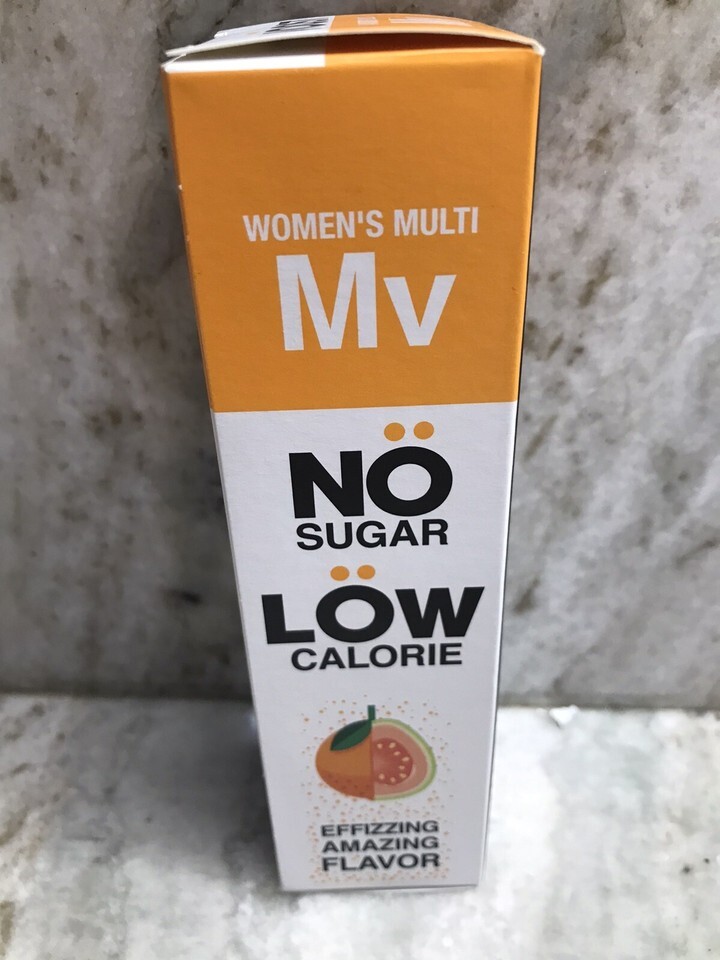 WOMEN'S MULTI
Mv
NÖ
SUGAR
LÖW
CALORIE
EFFIZZING
AMAZING
FLAVOR